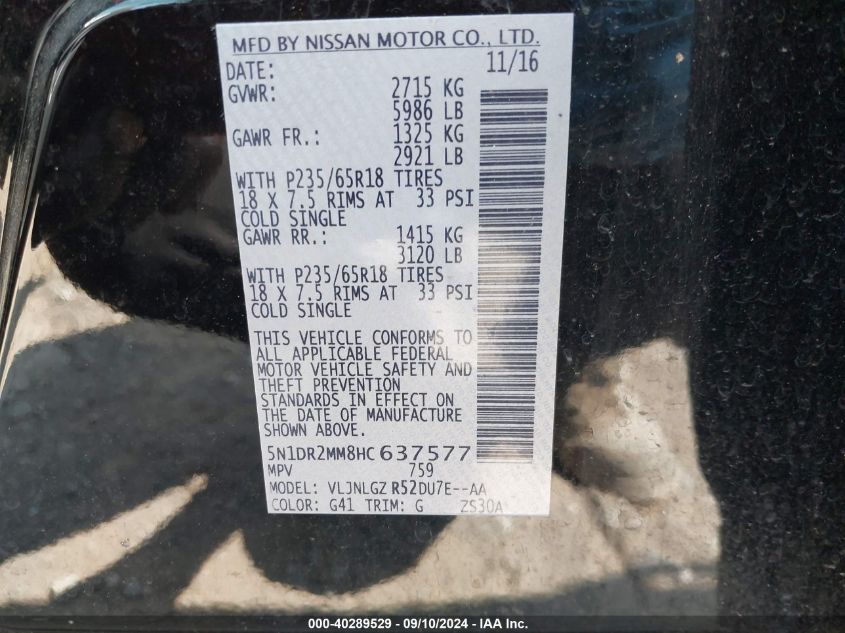 MFD BY NISSAN MOTOR CO., LTD.
DATE: 11/16
GVWR: 2715 KG
5986 LB
GAWR FR.: 1325 KG
2921 LB
WITH P235/65R18 TIRES
18 X 7.5 RIMS AT 33 PSI
COLD SINGLE
GAWR RR.: 1415 KG
3120 LB
WITH P235/65R18 TIRES
18 X 7.5 RIMS AT 33 PSI
COLD SINGLE
THIS VEHICLE CONFORMS TO
ALL APPLICABLE FEDERAL
MOTOR VEHICLE SAFETY AND
THEFT PREVENTION
STANDARDS IN EFFECT ON
THE DATE OF MANUFACTURE
SHOWN ABOVE.
5N1DR2MM8HC637577
MPV 759
MODEL: VLJNLGZ R52DU7E--AA
COLOR: G41 TRIM: G ZS30A
000-40289529 - 09/10/2024 - IAA Inc.